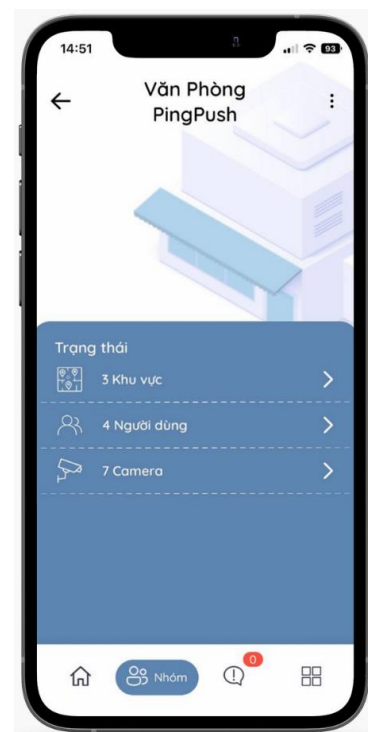 14:51
93
Văn Phòng
PingPush
Trạng thái
3 Khu vực
4 Người dùng
7 Camera
Nhóm
0